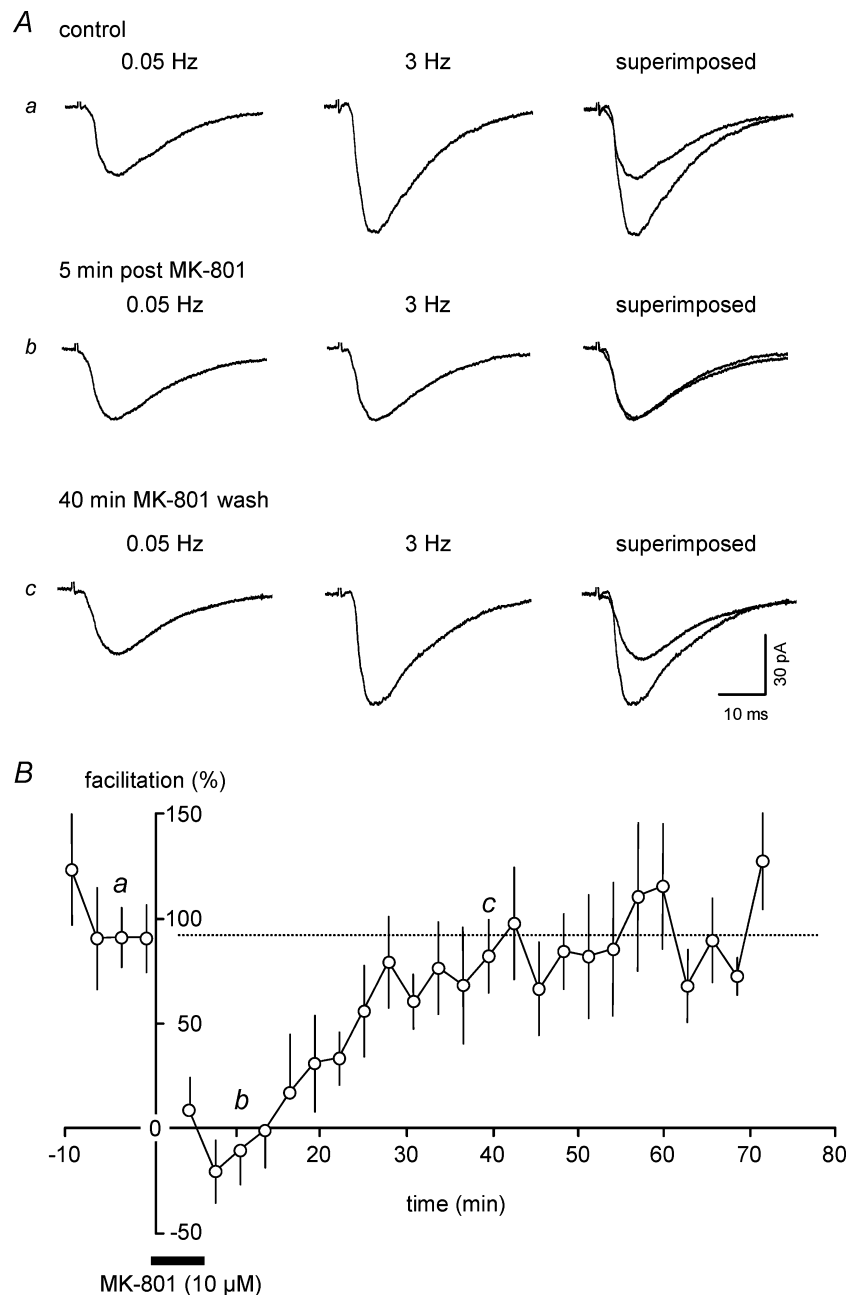 A
control
0.05 Hz 3 Hz superimposed
a
5 min post MK-801
0.05 Hz 3 Hz superimposed
b
40 min MK-801 wash
0.05 Hz 3 Hz superimposed
c
30 pA
10 ms
B
facilitation (%)
150
a
c
100
50
b
0
-10 20 30 40 50 60 70 80
time (min)
-50
MK-801 (10 µM)